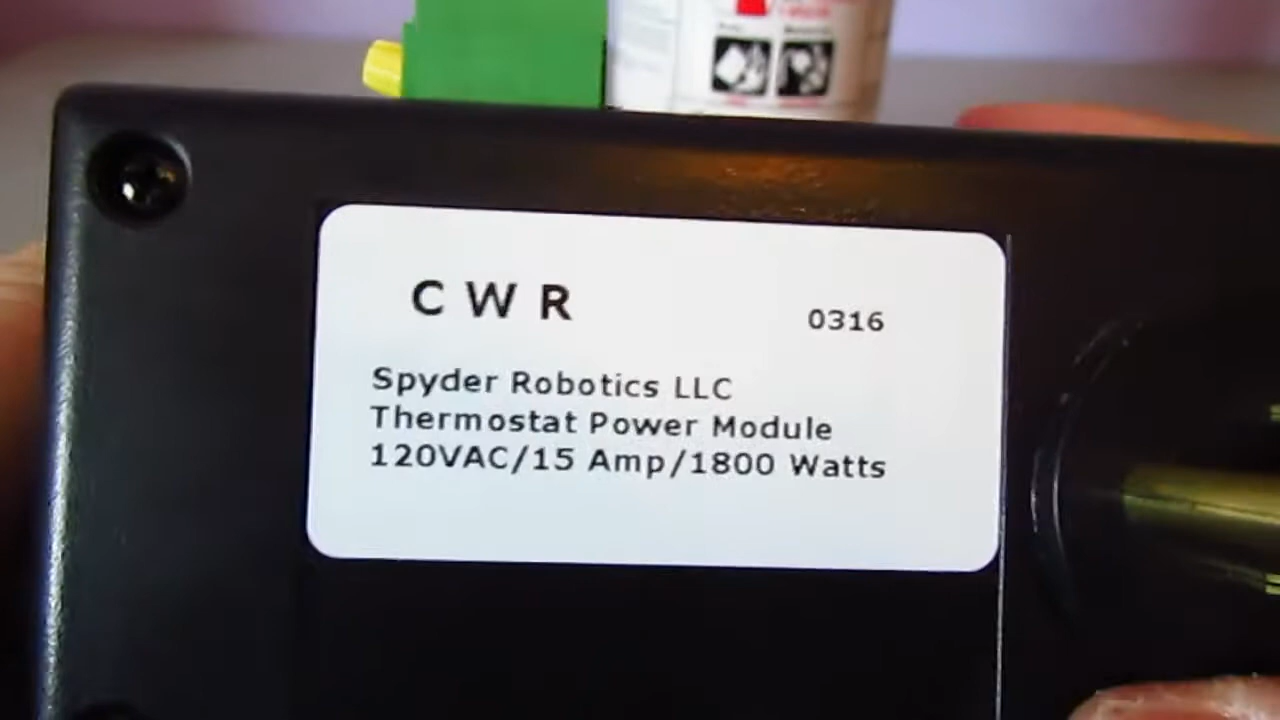 C W R
0316
Spyder Robotics LLC
Thermostat Power Module
120VAC/15 Amp/1800 Watts